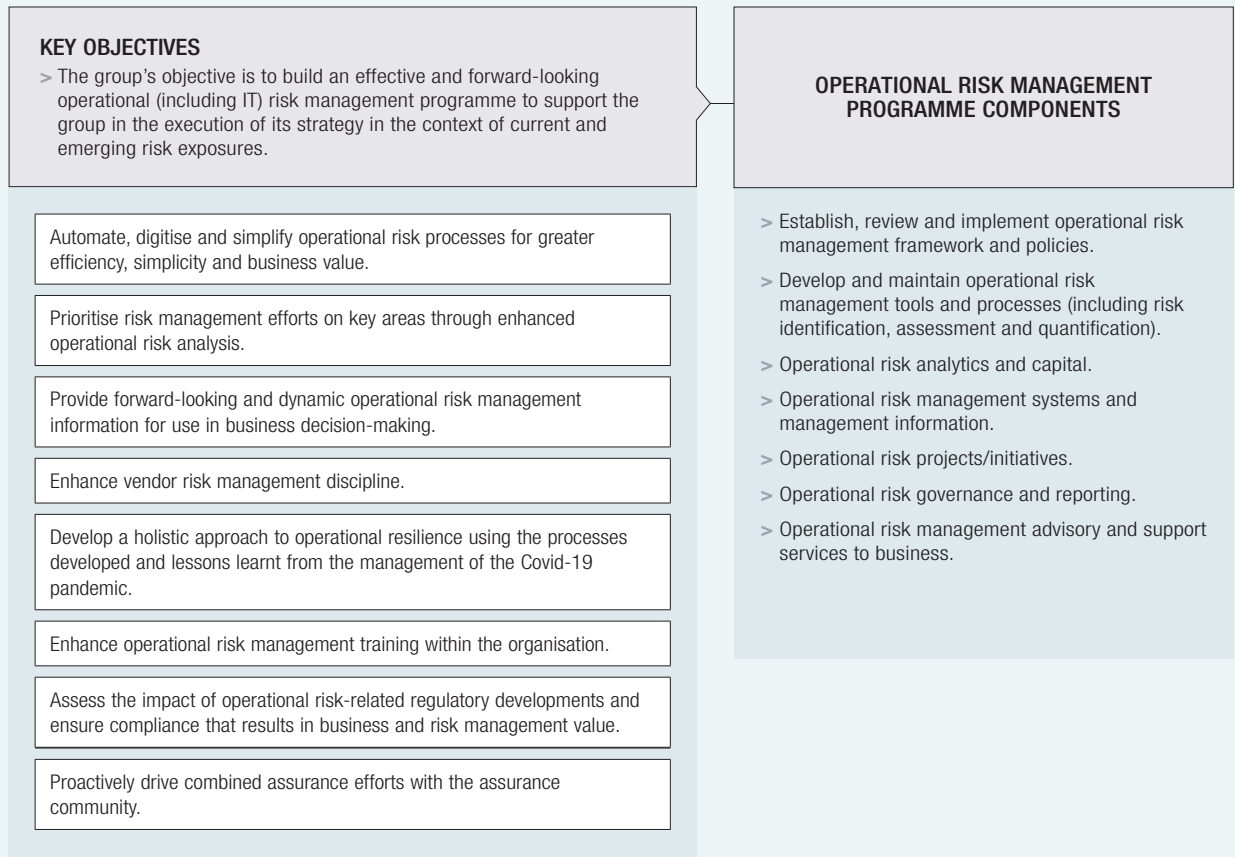 KEY OBJECTIVES
> The group’s objective is to build an effective and forward-looking
operational (including IT) risk management programme to support the
group in the execution of its strategy in the context of current and
emerging risk exposures.
Automate, digitise and simplify operational risk processes for greater
efficiency, simplicity and business value.
Prioritise risk management efforts on key areas through enhanced
operational risk analysis.
Provide forward-looking and dynamic operational risk management
information for use in business decision-making.
Enhance vendor risk management discipline.
Develop a holistic approach to operational resilience using the processes
developed and lessons learnt from the management of the Covid-19
pandemic.
Enhance operational risk management training within the organisation.
Assess the impact of operational risk-related regulatory developments and
ensure compliance that results in business and risk management value.
Proactively drive combined assurance efforts with the assurance
community.
OPERATIONAL RISK MANAGEMENT
PROGRAMME COMPONENTS
> Establish, review and implement operational risk
management framework and policies.
> Develop and maintain operational risk
management tools and processes (including risk
identification, assessment and quantification).
> Operational risk analytics and capital.
> Operational risk management systems and
management information.
> Operational risk projects/initiatives.
> Operational risk governance and reporting.
> Operational risk management advisory and support
services to business.